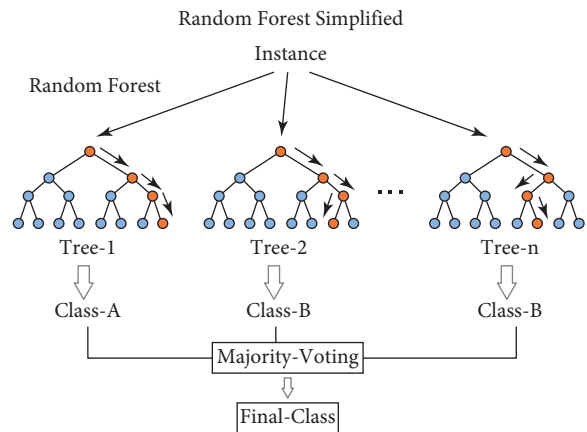 Random Forest Simplified
Instance
Random Forest
...
Tree-1
Tree-2
Tree-n
Class-A
Class-B
Class-B
Majority-Voting
Final-Class